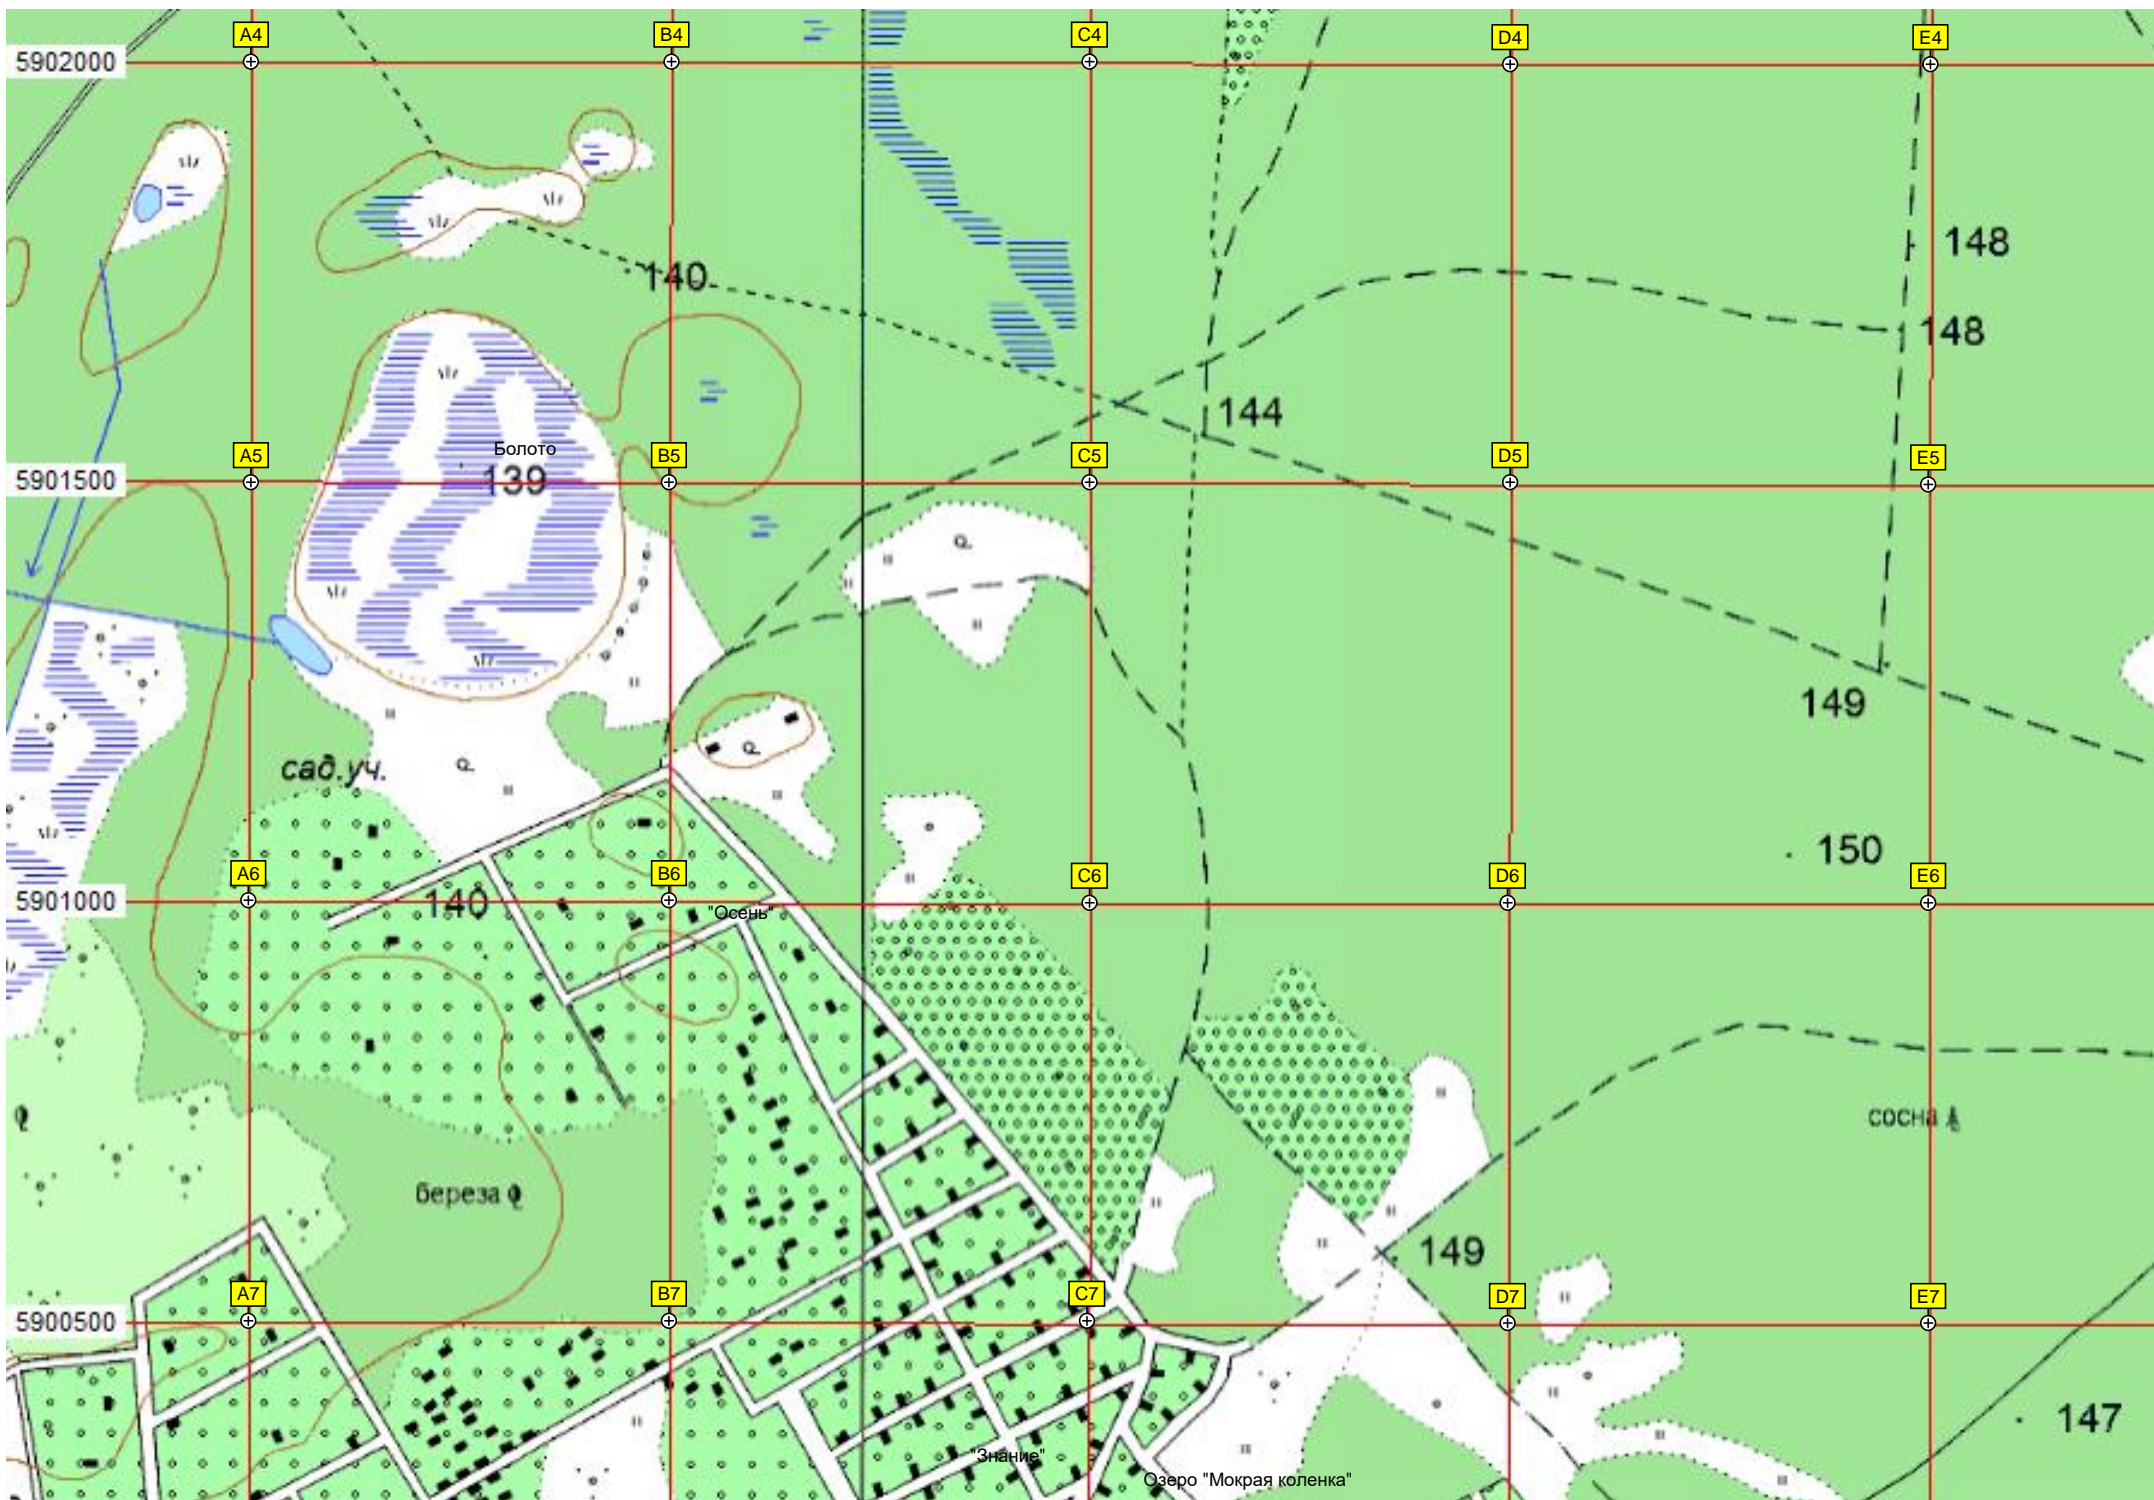 A4 B4 C4 D4 E4
5902000
148
140
148
144
A5 Болото B5 C5 D5 E5
5901500 139
149
сад.уч.
150
A6 B6 C6 D6 E6
5901000 140
"Осень"
сосна
береза
149
A7 B7 C7 D7 E7
5900500
147
"Знание"
Озеро "Мокрая коленка"